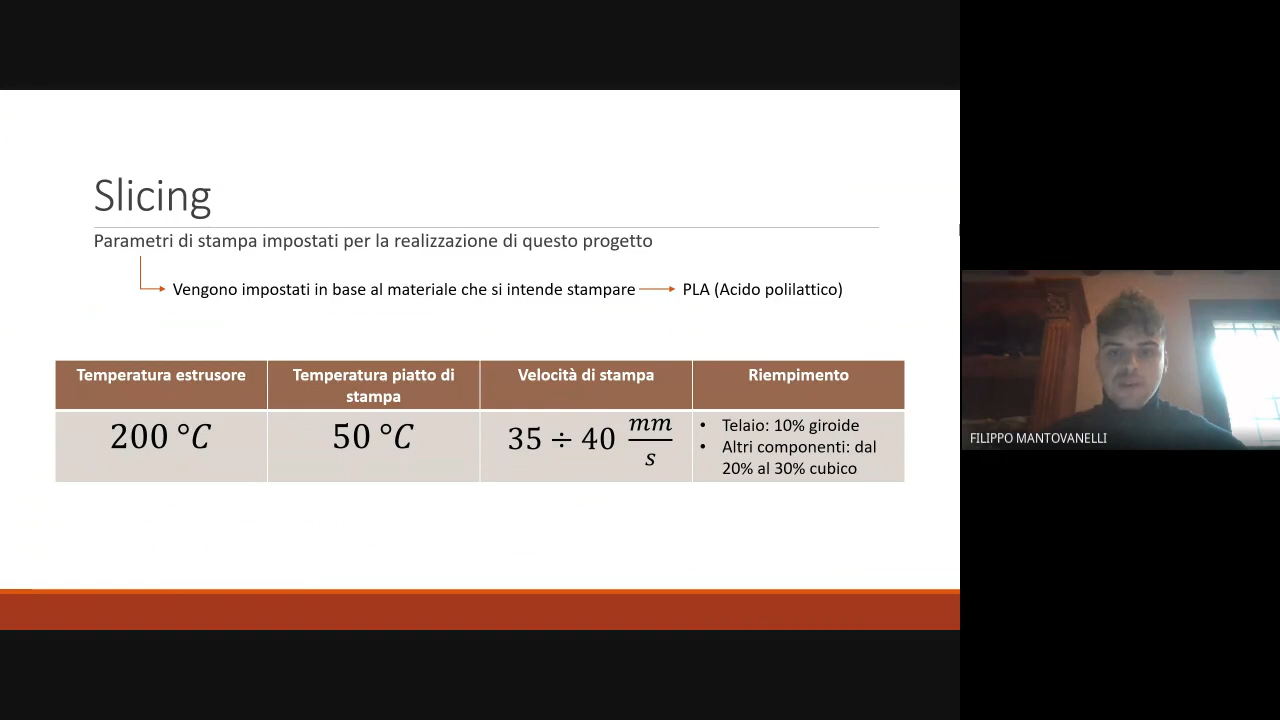 Slicing
Parametri di stampa impostati per la realizzazione di questo progetto
Vengono impostati in base al materiale che si intende stampare
PLA (Acido polilattico)
Temperatura estrusore
Temperatura piatto di
stampa
Velocità di stampa
Riempimento
200 °C
50 °C
35 ÷ 40 mm/s
• Telaio: 10% giroide
• Altri componenti: dal
20% al 30% cubico
FILIPPO MANTOVANELLI